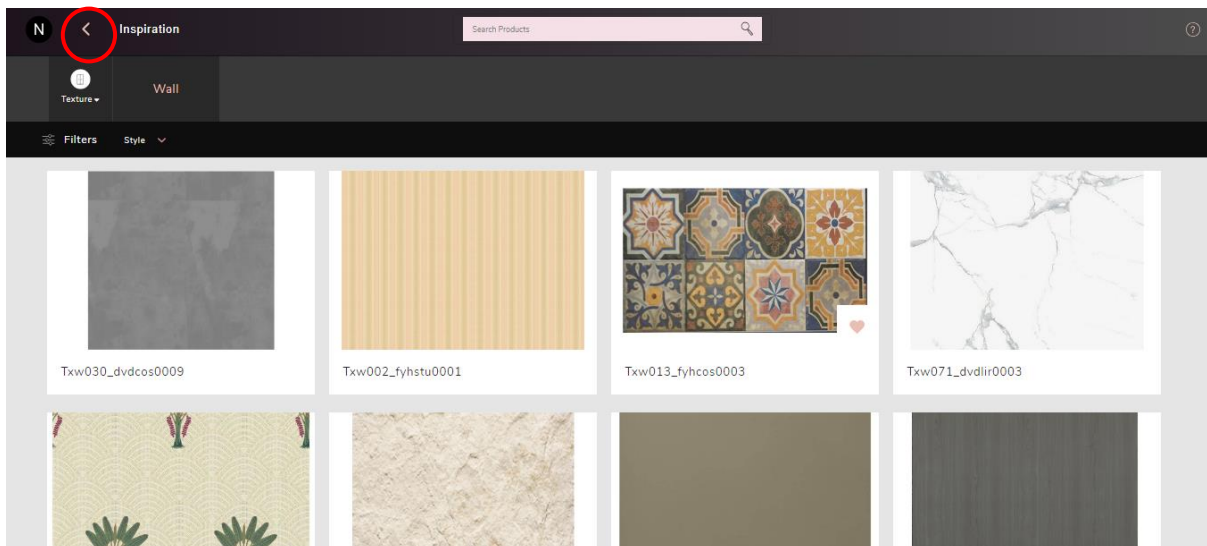 N
Inspiration
Search Products
?
Texture
Wall
Filters
Style
Txw030_dvdcos0009
Txw002_fyhstu0001
Txw013_fyhcos0003
Txw071_dvdlir0003